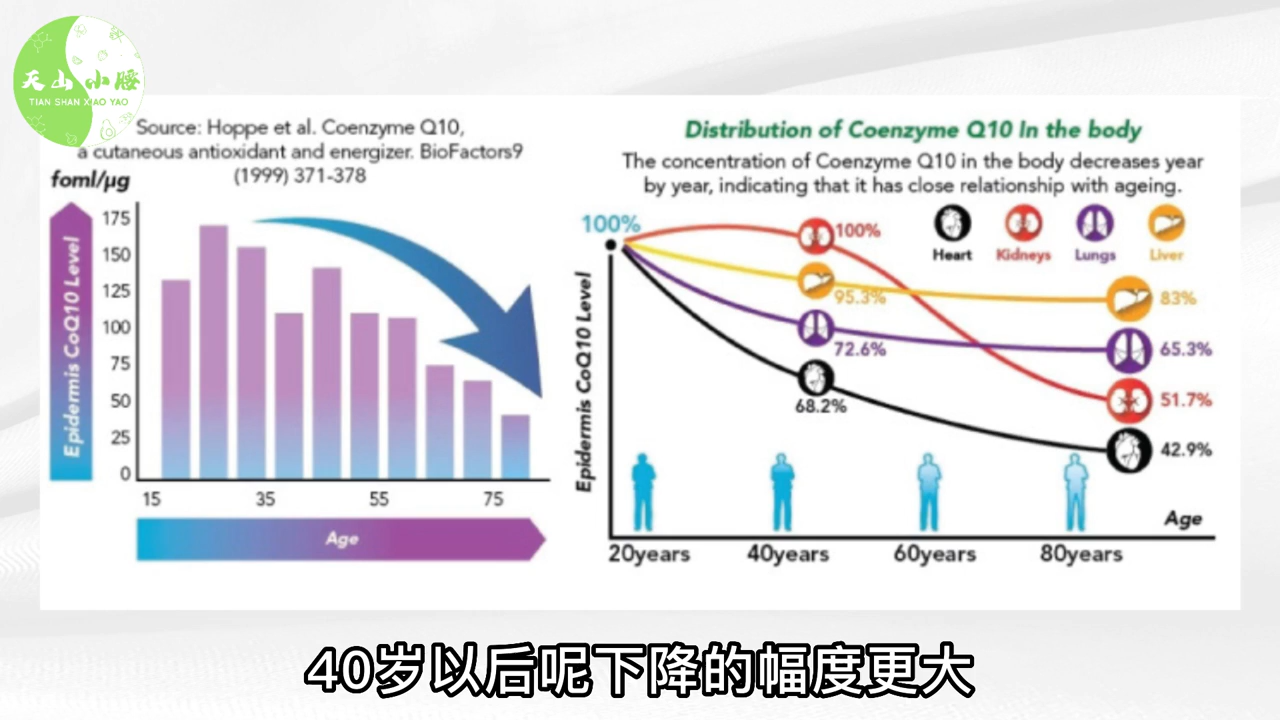 天山小腰
TIAN SHAN XIAO YAO
Source: Hoppe et al. Coenzyme Q10,
a cutaneous antioxidant and energizer. BioFactors9
(1999) 371-378
foml/µg
Epidermis CoQ10 Level
175
150
125
100
75
50
25
0
15 35 55 75
Age
Distribution of Coenzyme Q10 In the body
The concentration of Coenzyme Q10 in the body decreases year
by year, indicating that it has close relationship with ageing.
100%
Epidermis CoQ10 Level
Heart Kidneys Lungs Liver
100%
95.3%
72.6%
68.2%
83%
65.3%
51.7%
42.9%
Age
20years 40years 60years 80years
40岁以后呢下降的幅度更大